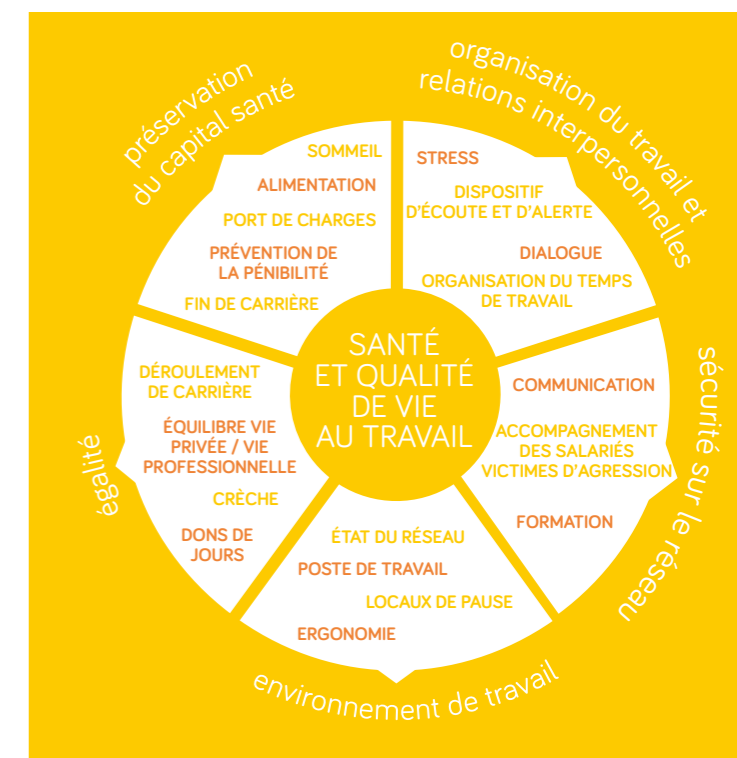 préservation
du capital santé
SOMMEIL
ALIMENTATION
PORT DE CHARGES
PRÉVENTION DE
LA PÉNIBILITÉ
FIN DE CARRIÈRE
organisation du travail et
relations interpersonnelles
STRESS
DISPOSITIF
D'ÉCOUTE ET D'ALERTE
DIALOGUE
ORGANISATION DU TEMPS
DE TRAVAIL
SANTÉ
ET QUALITÉ
DE VIE
AU TRAVAIL
sécurité sur le réseau
COMMUNICATION
ACCOMPAGNEMENT
DES SALARIÉS
VICTIMES D'AGRESSION
FORMATION
environnement de travail
ÉTAT DU RÉSEAU
POSTE DE TRAVAIL
LOCAUX DE PAUSE
ERGONOMIE
égalité
DÉROULEMENT
DE CARRIÈRE
ÉQUILIBRE VIE
PRIVÉE / VIE
PROFESSIONNELLE
CRÈCHE
DONS DE
JOURS